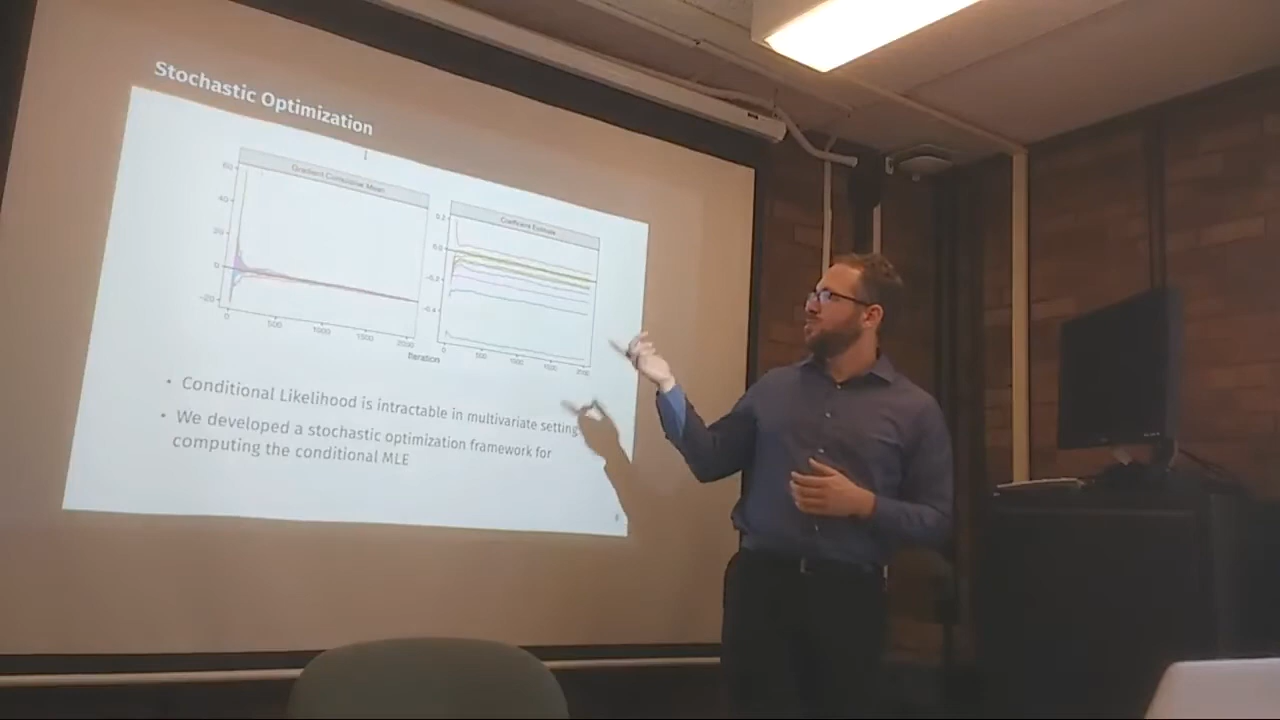 Stochastic Optimization
Gradient Cumulative Mean
Coefficient Estimate
60
40
20
0
-20
0
500
1000
1500
2000
0.2
0.0
-0.2
-0.4
0
500
1000
1500
2000
Iteration
• Conditional Likelihood is intractable in multivariate setting
• We developed a stochastic optimization framework for
computing the conditional MLE